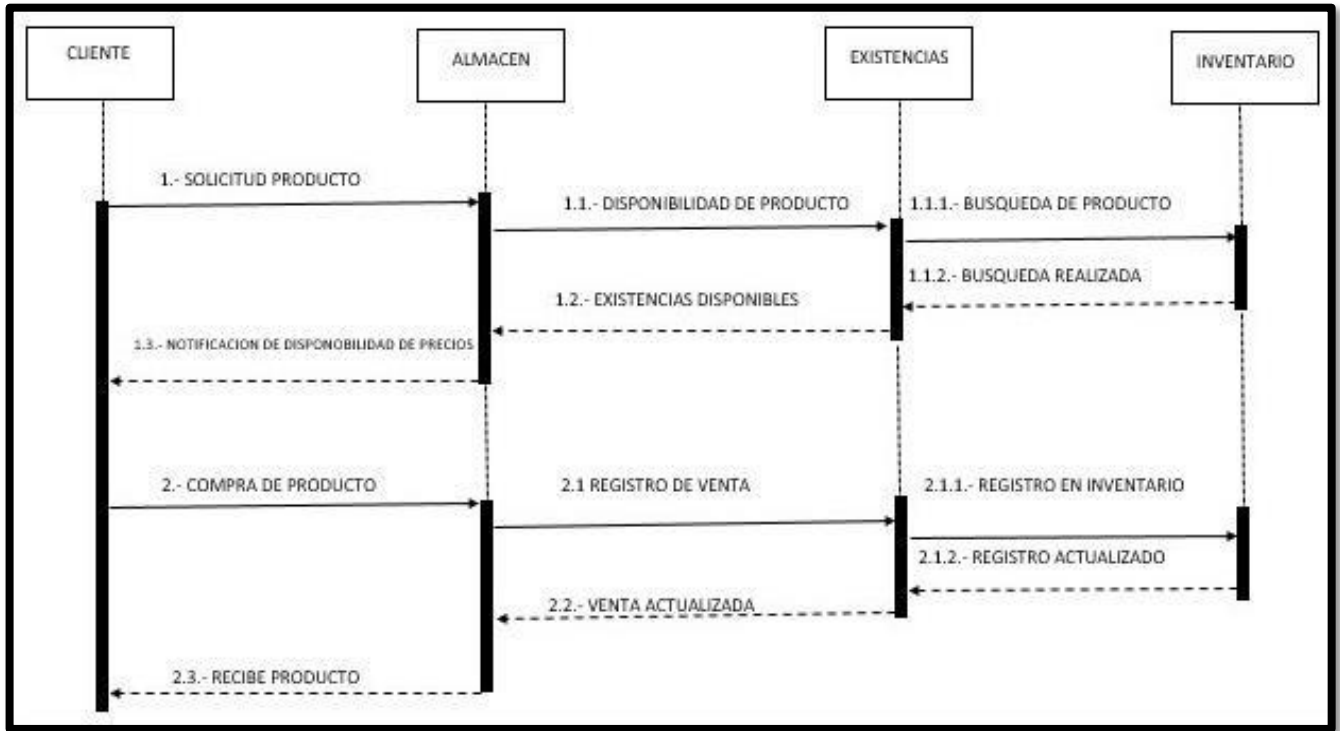 CLIENTE
ALMACEN
EXISTENCIAS
INVENTARIO
1.- SOLICITUD PRODUCTO
1.1.- DISPONIBILIDAD DE PRODUCTO
1.1.1.- BUSQUEDA DE PRODUCTO
1.1.2.- BUSQUEDA REALIZADA
1.2.- EXISTENCIAS DISPONIBLES
1.3.- NOTIFICACION DE DISPONOBILIDAD DE PRECIOS
2.- COMPRA DE PRODUCTO
2.1 REGISTRO DE VENTA
2.1.1.- REGISTRO EN INVENTARIO
2.1.2.- REGISTRO ACTUALIZADO
2.2.- VENTA ACTUALIZADA
2.3.- RECIBE PRODUCTO